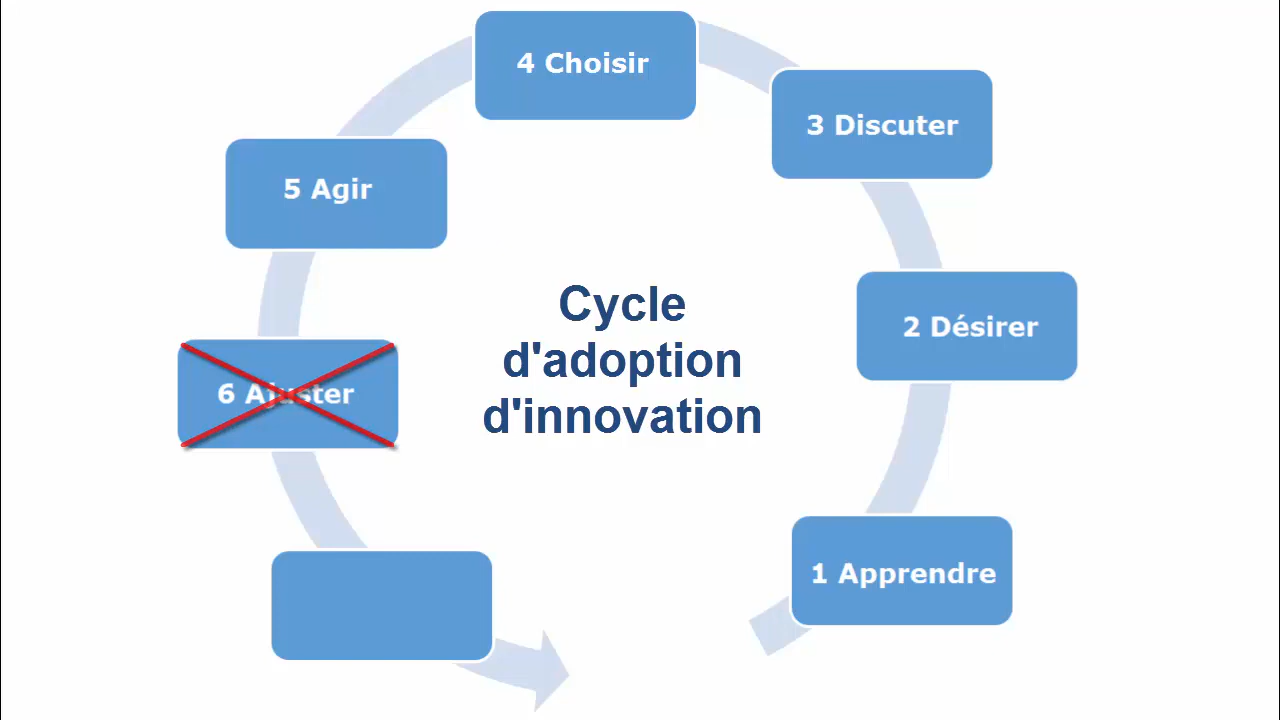 4 Choisir
3 Discuter
5 Agir
Cycle
d'adoption
d'innovation
2 Désirer
6 Ajuster
1 Apprendre